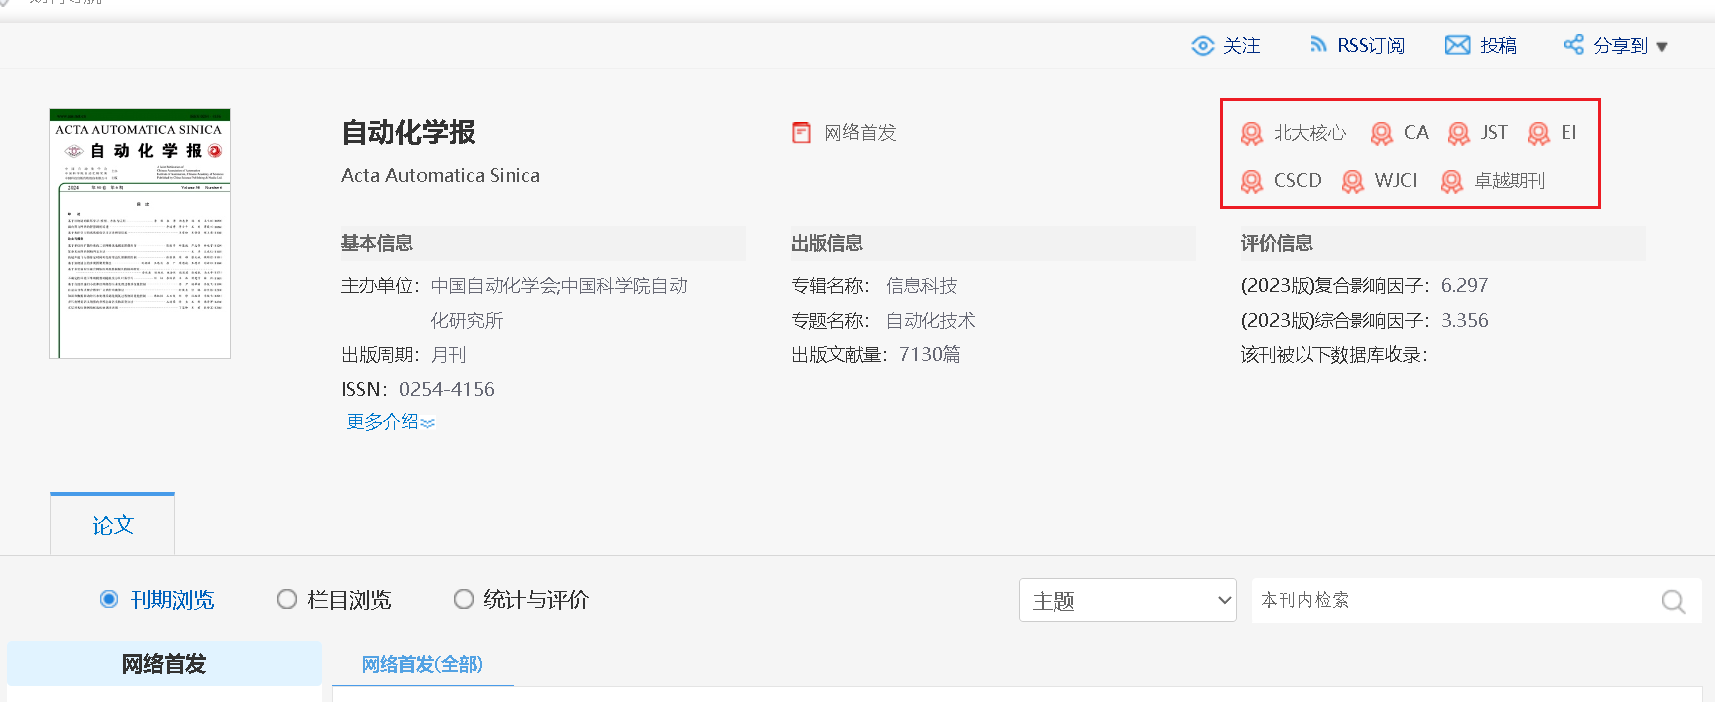 关注 RSS订阅 投稿 分享到
ACTA AUTOMATICA SINICA
自动化学报
自动化学报
Acta Automatica Sinica
网络首发
北大核心 CA JST EI
CSCD WJCI 卓越期刊
基本信息
主办单位：中国自动化学会;中国科学院自动
化研究所
出版周期：月刊
ISSN：0254-4156
更多介绍
出版信息
专辑名称：信息科技
专题名称：自动化技术
出版文献量：7130篇
评价信息
(2023版)复合影响因子：6.297
(2023版)综合影响因子：3.356
该刊被以下数据库收录：
论文
刊期浏览 栏目浏览 统计与评价
主题 本刊内检索
网络首发 网络首发(全部)